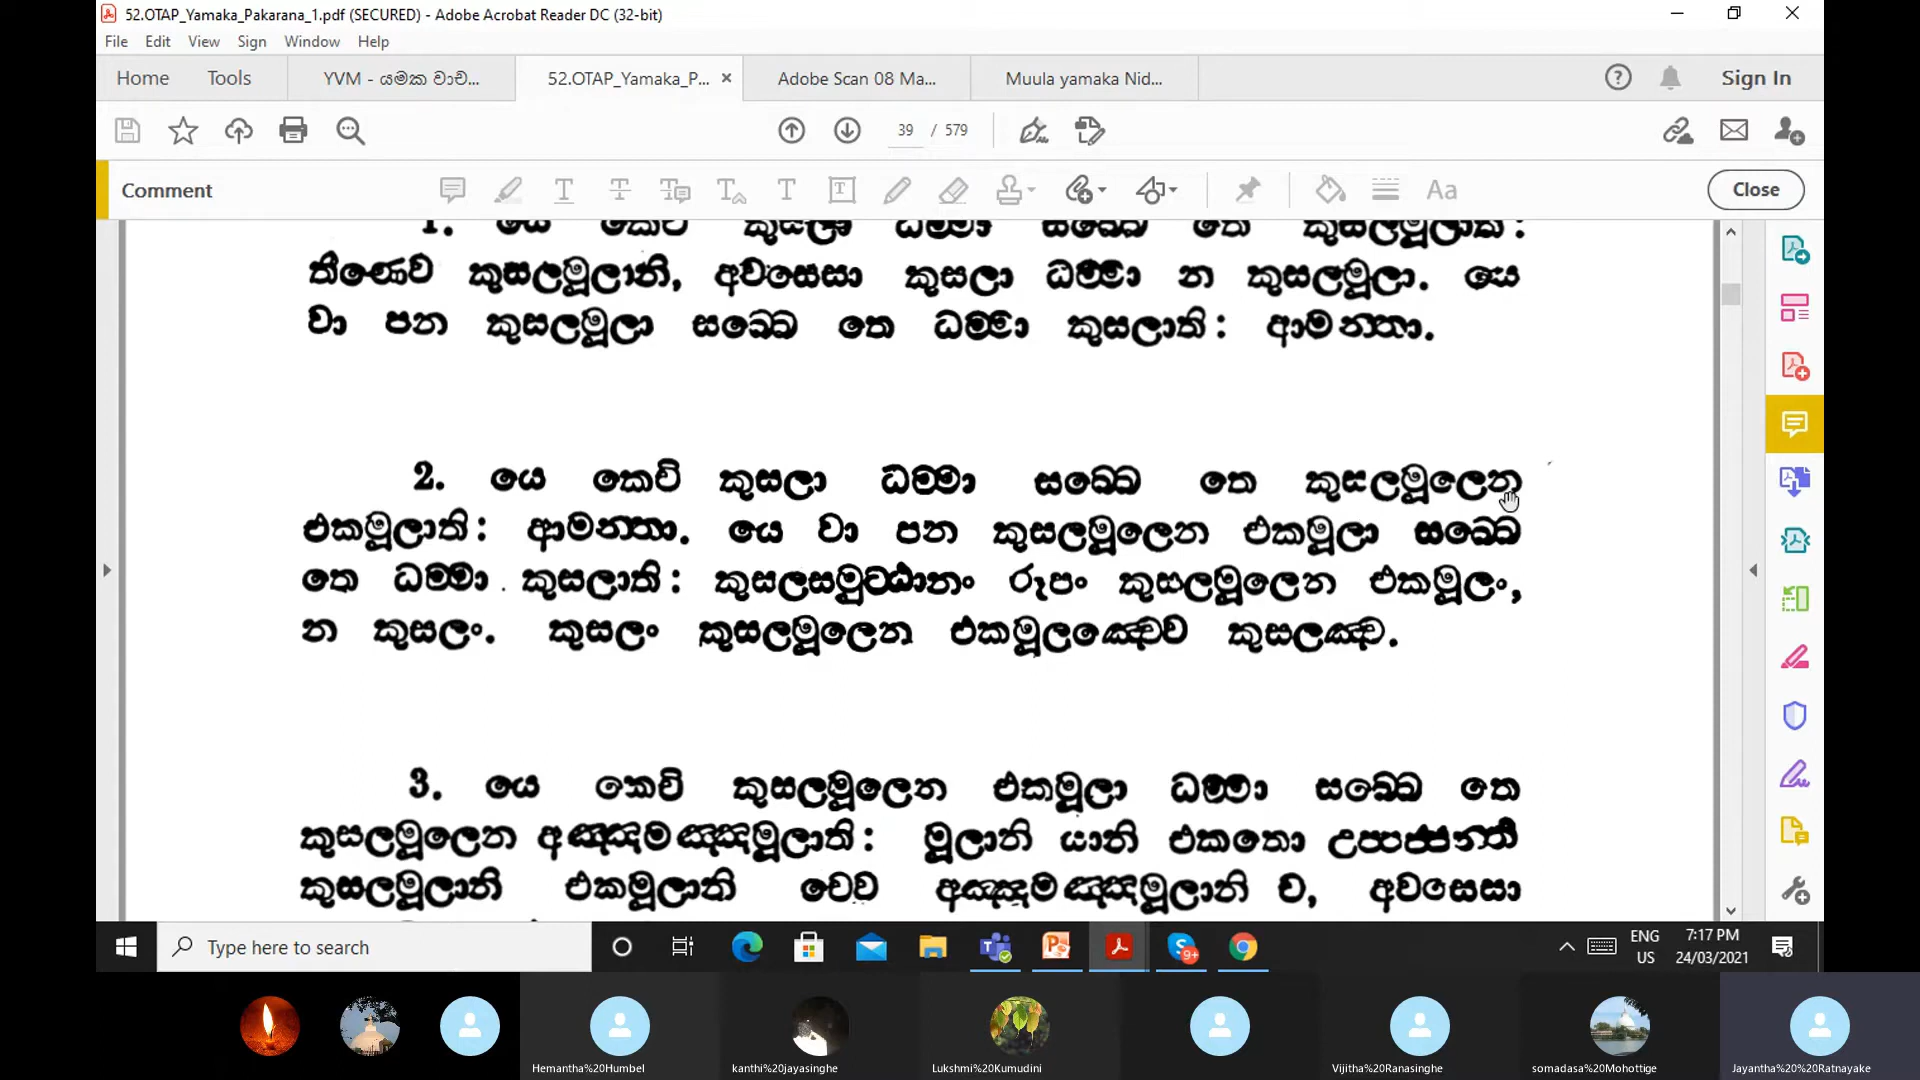 52.OTAP_Yamaka_Pakarana_1.pdf (SECURED) - Adobe Acrobat Reader DC (32-bit)
File Edit View Sign Window Help
Home Tools YVM - යමක වාච... 52.OTAP_Yamaka_P... Adobe Scan 08 Ma... Muula yamaka Nid... Sign In
39 / 579
Comment Close
1. යෙ කෙචි කුසලා ධම්මා සබ්බෙ තෙ කුසලමූලාති:
තීණෙව කුසලමූලානි, අවසෙසා කුසලා ධම්මා න කුසලමූලා. යෙ
වා පන කුසලමූලා සබ්බෙ තෙ ධම්මා කුසලාති: ආමන්තා.
2. යෙ කෙචි කුසලා ධම්මා සබ්බෙ තෙ කුසලමූලෙන
එකමූලාති: ආමන්තා. යෙ වා පන කුසලමූලෙන එකමූලා සබ්බෙ
තෙ ධම්මා කුසලාති: කුසලසමුට්ඨානං රූපං කුසලමූලෙන එකමූලං,
න කුසලං. කුසලං කුසලමූලෙන එකමූලඤ්චෙව කුසලඤ්ච.
3. යෙ කෙචි කුසලමූලෙන එකමූලා ධම්මා සබ්බෙ තෙ
කුසලමූලෙන අඤ්ඤමඤ්ඤමූලාති: මූලානි යානි එකතො උප්පජ්ජන්ති
කුසලමූලානි එකමූලානි චෙව අඤ්ඤමඤ්ඤමූලානි ච, අවසෙසා
Type here to search
ENG 7:17 PM
US 24/03/2021
Hemantha%20Humbel kanthi%20jayasinghe Lukshmi%20Kumudini Vijitha%20Ranasinghe somadasa%20Mohottige Jayantha%20%20Ratnayake